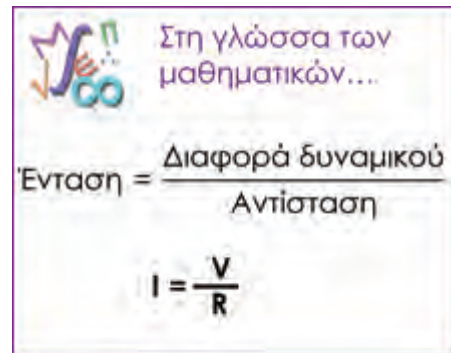 Στη γλώσσα των
μαθηματικών...
Ένταση = Διαφορά δυναμικού / Αντίσταση
I = V / R